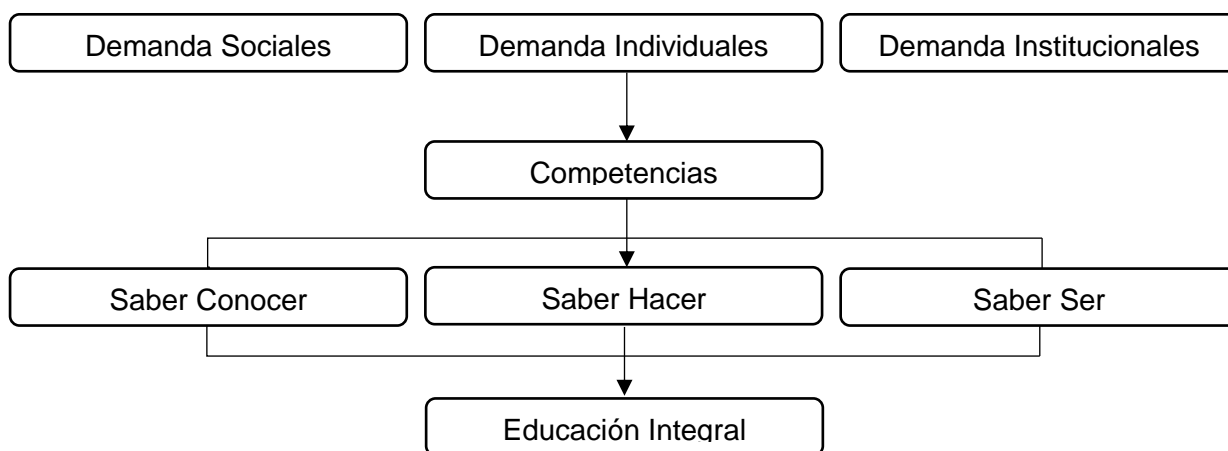 Demanda Sociales
Demanda Individuales
Demanda Institucionales
Competencias
Saber Conocer
Saber Hacer
Saber Ser
Educación Integral